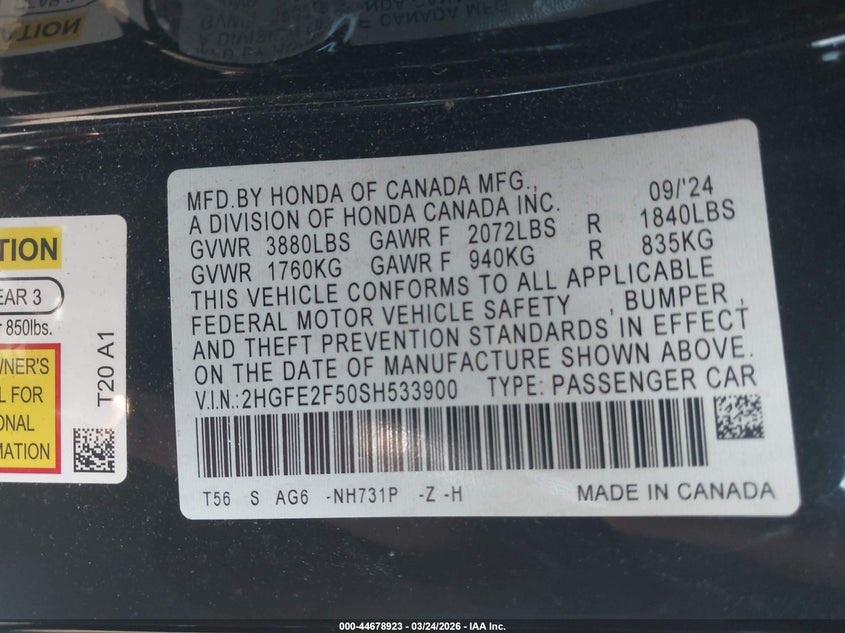 ATION
MFD.BY HONDA OF CANADA MFG.,
09/'24
A DIVISION OF HONDA CANADA INC.
GVWR 3880LBS GAWR F 2072LBS R 1840LBS
GVWR 1760KG GAWR F 940KG R 835KG
THIS VEHICLE CONFORMS TO ALL APPLICABLE
FEDERAL MOTOR VEHICLE SAFETY , BUMPER ,
AND THEFT PREVENTION STANDARDS IN EFFECT
ON THE DATE OF MANUFACTURE SHOWN ABOVE.
V.I.N.:2HGFE2F50SH533900 TYPE: PASSENGER CAR
T56 S AG6 -NH731P -Z -H
MADE IN CANADA
TION
EAR 3
850lbs.
WNER'S
L FOR
ONAL
MATION
T20 A1
000-44678923 - 03/24/2026 - IAA Inc.